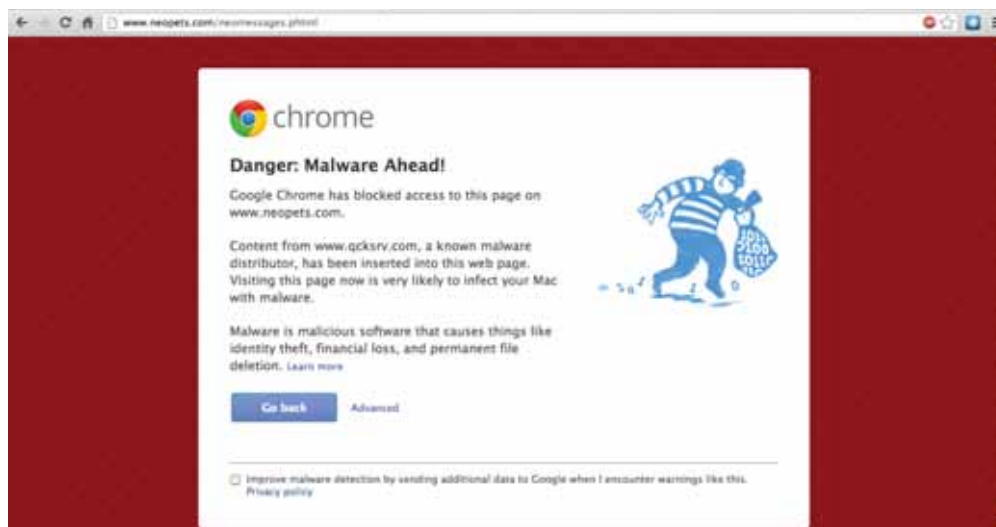 www.neopets.com/neomessages.phtml
chrome
Danger: Malware Ahead!
Google Chrome has blocked access to this page on
www.neopets.com.
Content from www.qcksrv.com, a known malware
distributor, has been inserted into this web page.
Visiting this page now is very likely to infect your Mac
with malware.
Malware is malicious software that causes things like
identity theft, financial loss, and permanent file
deletion. Learn more
Go back Advanced
Improve malware detection by sending additional data to Google when I encounter warnings like this.
Privacy policy